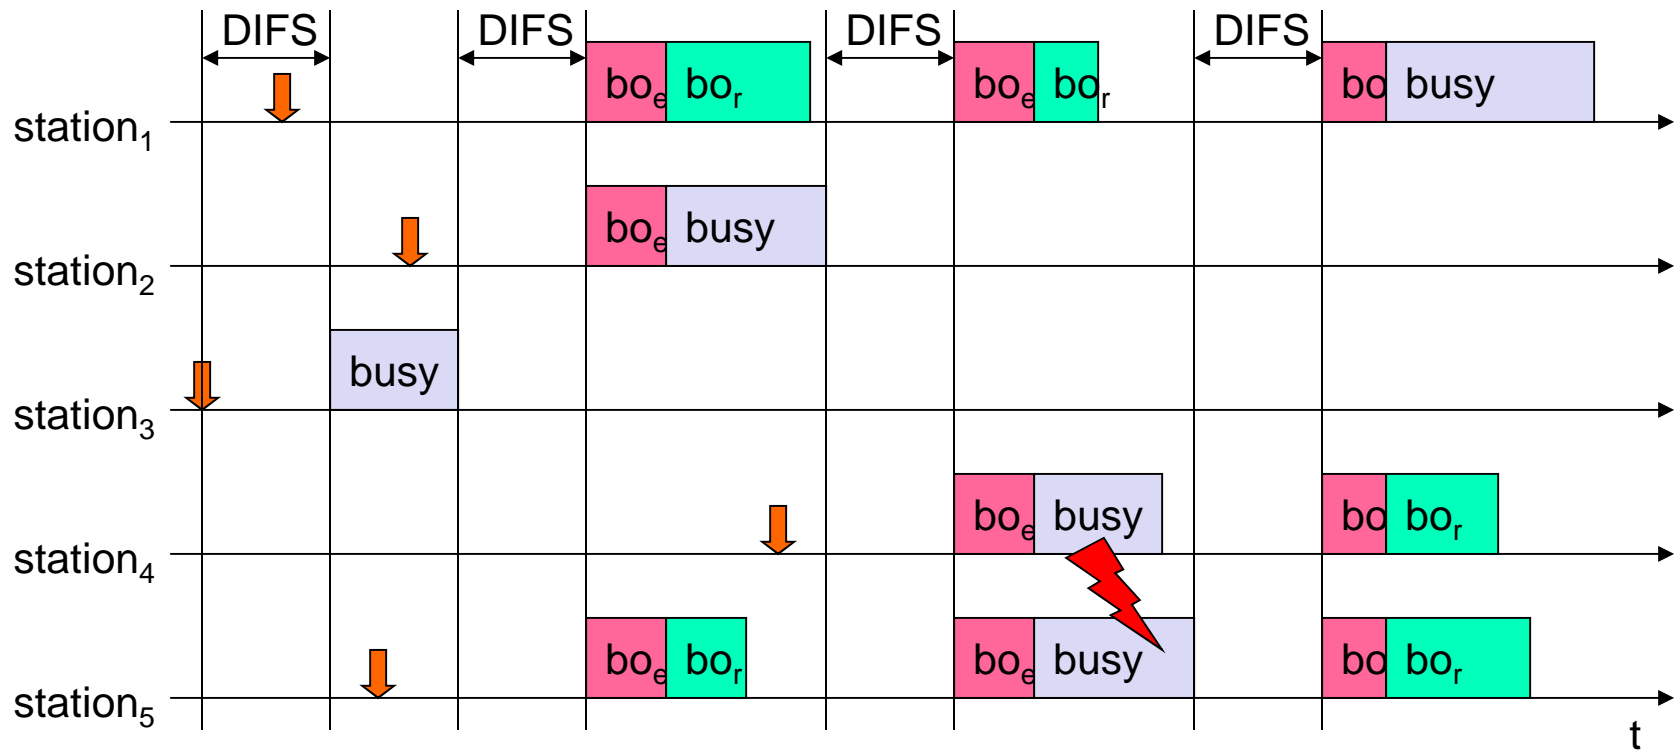 DIFS DIFS DIFS DIFS
station₁ boₑ boᵣ boₑ boᵣ bo busy
station₂ boₑ busy
station₃ busy
station₄ boₑ busy bo boᵣ
station₅ boₑ boᵣ boₑ busy bo boᵣ
t